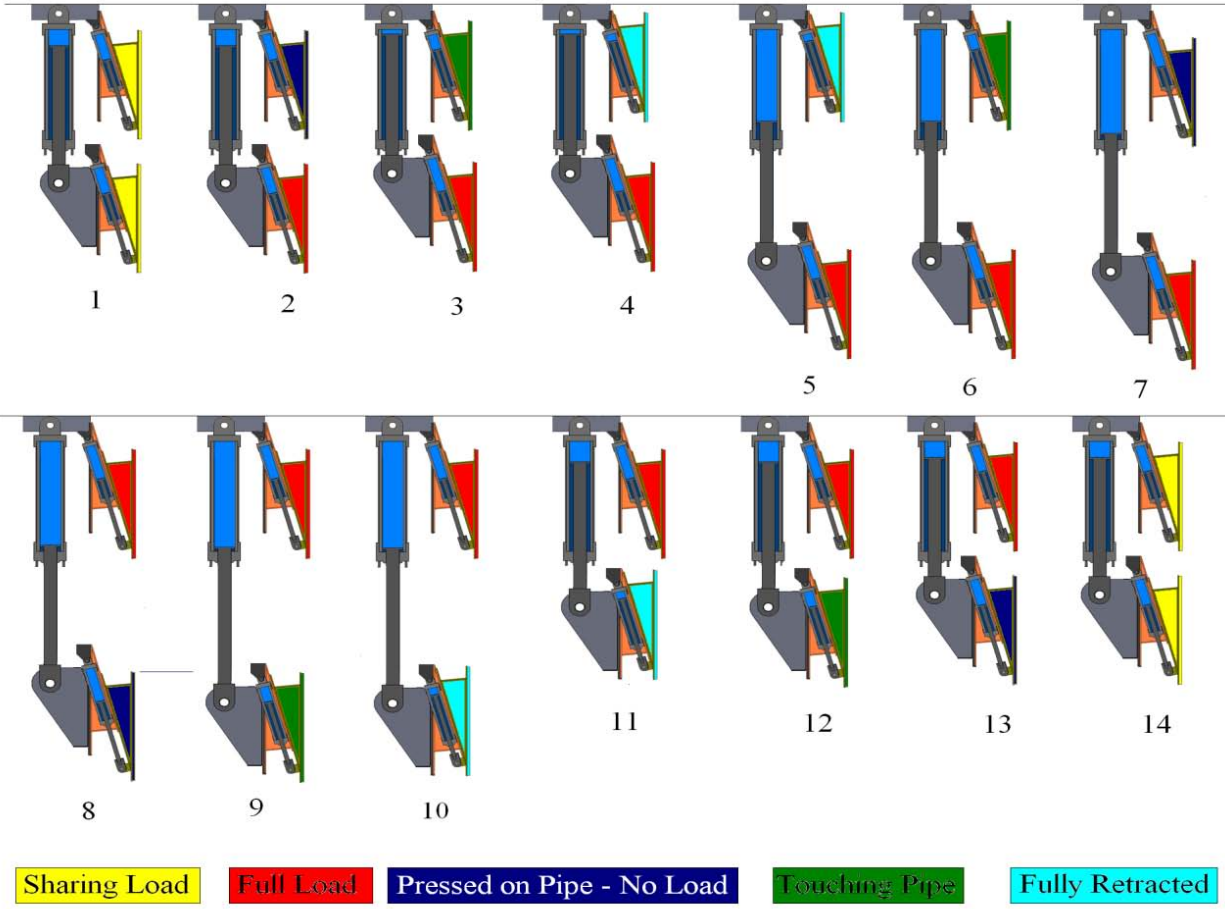 1 2 3 4
5 6 7
8 9 10 11 12 13 14
Sharing Load Full Load Pressed on Pipe - No Load Touching Pipe Fully Retracted